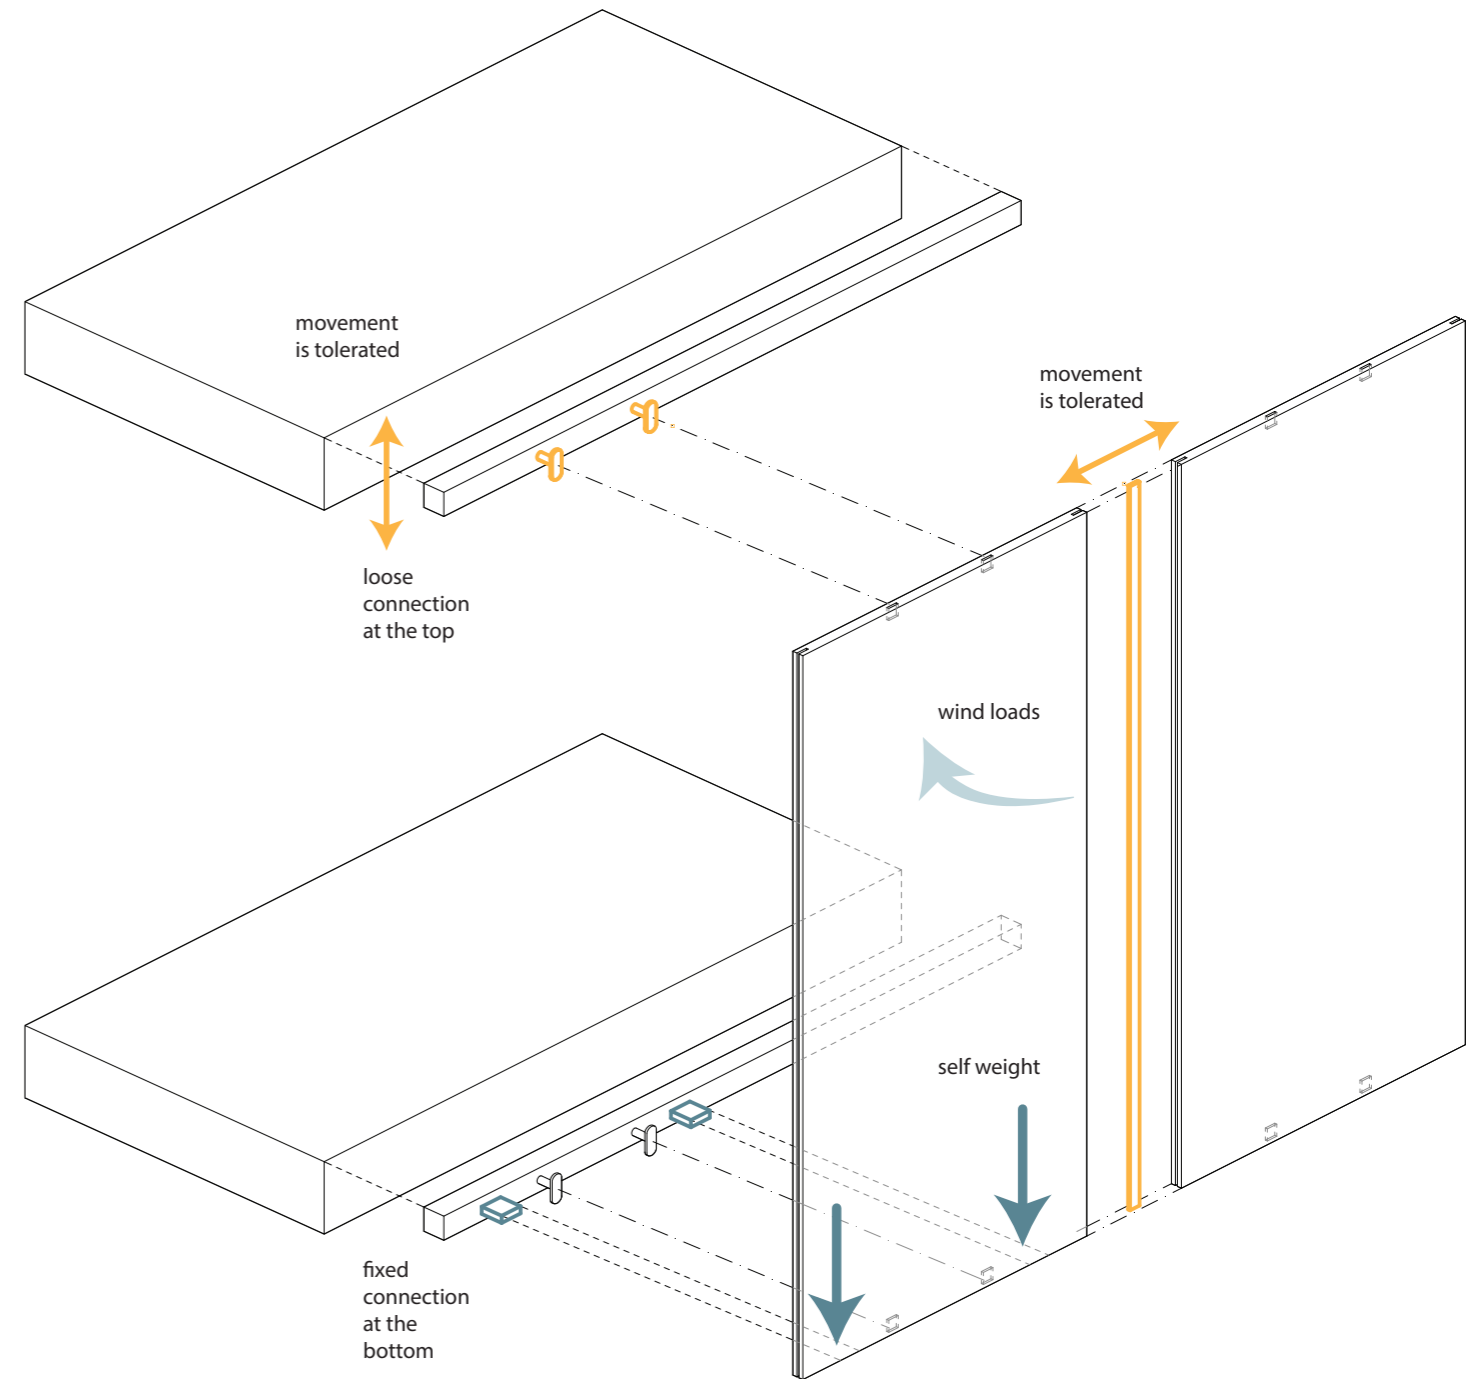 movement
is tolerated
movement
is tolerated
loose
connection
at the top
wind loads
self weight
fixed
connection
at the
bottom